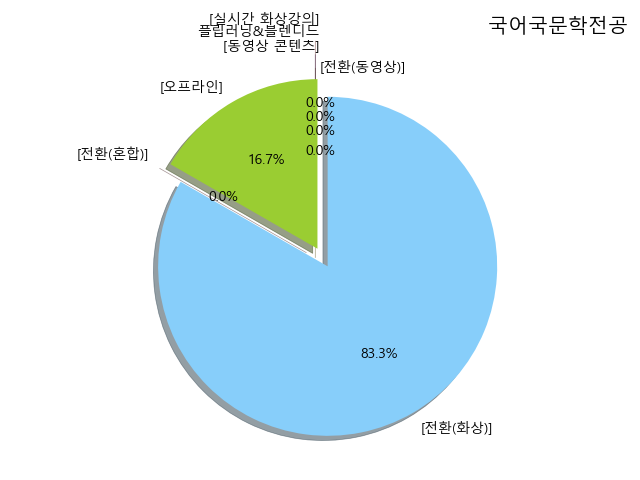 국어국문학전공
[실시간 화상강의]
플립러닝&블렌디드
[동영상 콘텐츠]
[전환(동영상)]
[오프라인]
0.0%
0.0%
0.0%
0.0%
[전환(혼합)]
16.7%
0.0%
83.3%
[전환(화상)]